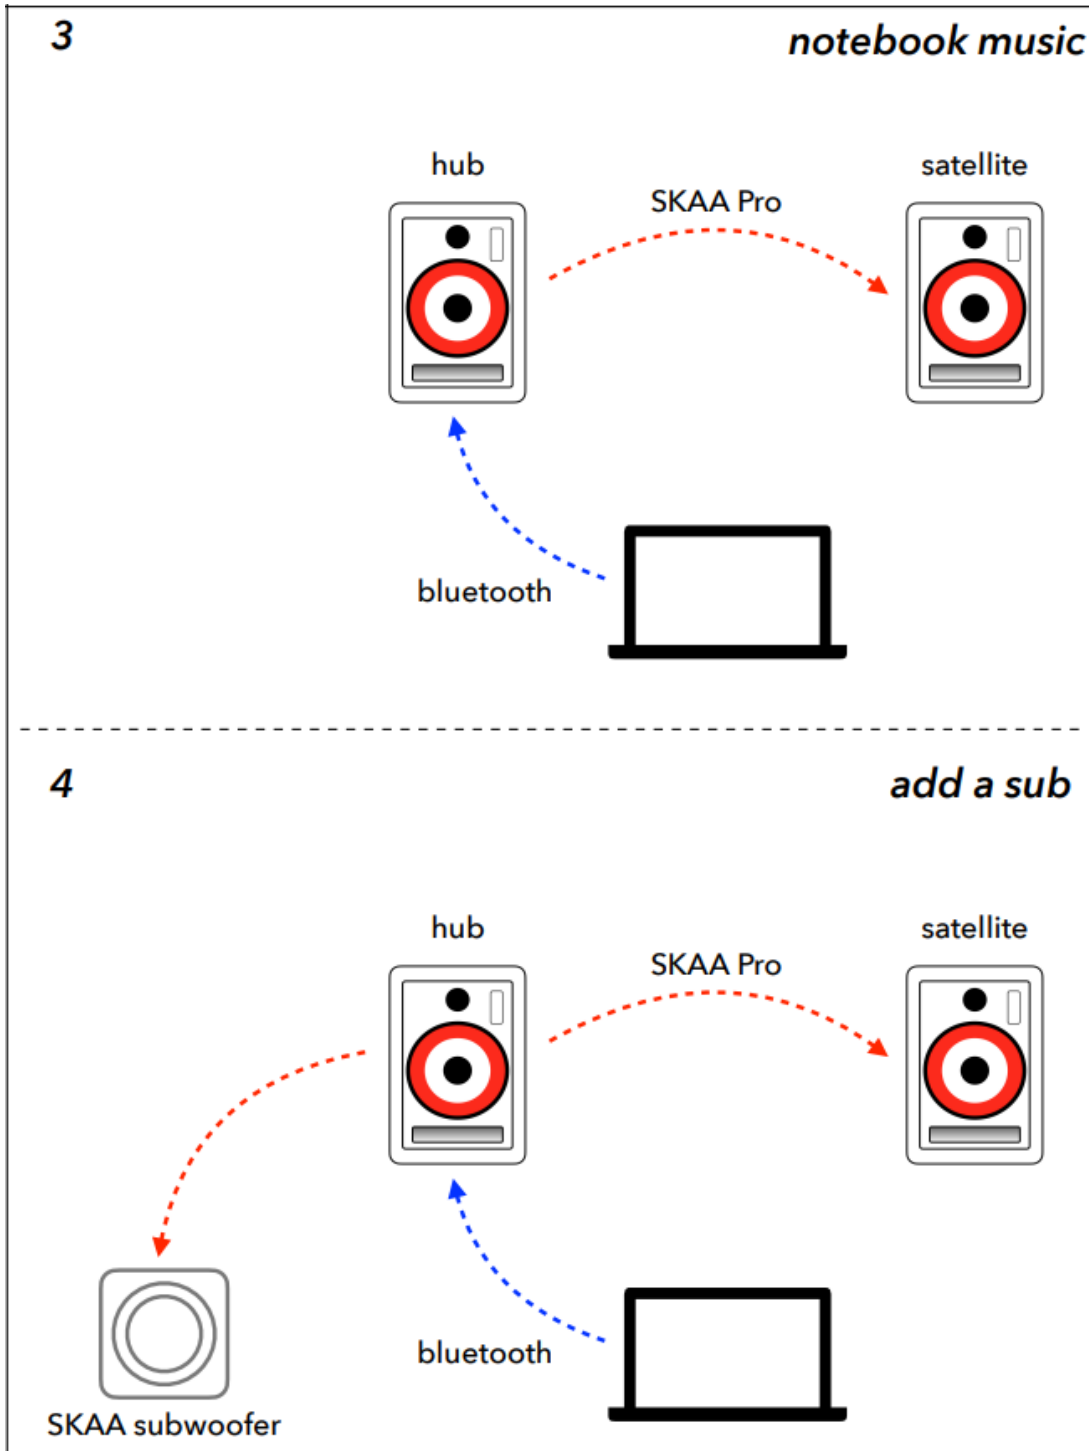 3
notebook music
hub
satellite
SKAA Pro
bluetooth
4
add a sub
hub
satellite
SKAA Pro
bluetooth
SKAA subwoofer